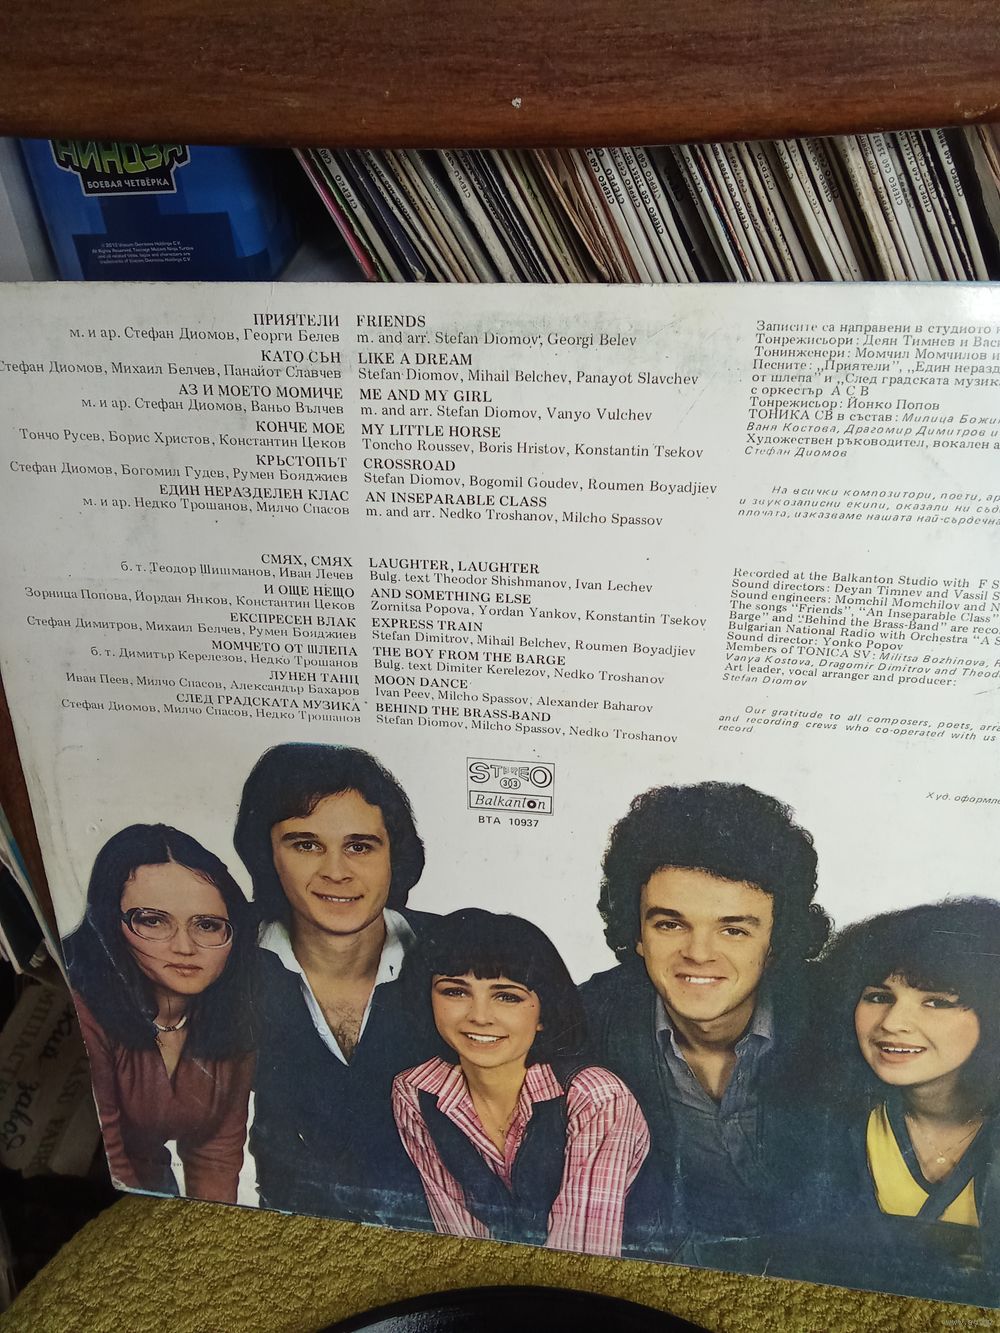 НИНДЗЯ
БОЕВАЯ ЧЕТВЁРКА
ПРИЯТЕЛИ
м. и ар. Стефан Диомов, Георги Белев
КАТО СЪН
Стефан Диомов, Михаил Белчев, Панайот Славчев
АЗ И МОЕТО МОМИЧЕ
м. и ар. Стефан Диомов, Ваньо Вълчев
КОНЧЕ МОЕ
Тончо Русев, Борис Христов, Константин Цеков
КРЪСТОПЪТ
Стефан Диомов, Богомил Гудев, Румен Бояджиев
ЕДИН НЕРАЗДЕЛЕН КЛАС
м. и ар. Недко Трошанов, Милчо Спасов
СМЯХ, СМЯХ
б. т. Теодор Шишманов, Иван Лечев
И ОЩЕ НЕЩО
Зорница Попова, Йордан Янков, Константин Цеков
ЕКСПРЕСЕН ВЛАК
Стефан Димитров, Михаил Белчев, Румен Бояджиев
МОМЧЕТО ОТ ШЛЕПА
б. т. Димитър Керелезов, Недко Трошанов
ЛУНЕН ТАНЦ
Иван Пеев, Милчо Спасов, Александър Бахаров
СЛЕД ГРАДСКАТА МУЗИКА
Стефан Диомов, Милчо Спасов, Недко Трошанов
FRIENDS
m. and arr. Stefan Diomov, Georgi Belev
LIKE A DREAM
Stefan Diomov, Mihail Belchev, Panayot Slavchev
ME AND MY GIRL
m. and arr. Stefan Diomov, Vanyo Vulchev
MY LITTLE HORSE
Toncho Roussev, Boris Hristov, Konstantin Tsekov
CROSSROAD
Stefan Diomov, Bogomil Goudev, Roumen Boyadjiev
AN INSEPARABLE CLASS
m. and arr. Nedko Troshanov, Milcho Spassov
LAUGHTER, LAUGHTER
Bulg. text Theodor Shishmanov, Ivan Lechev
AND SOMETHING ELSE
Zornitsa Popova, Yordan Yankov, Konstantin Tsekov
EXPRESS TRAIN
Stefan Dimitrov, Mihail Belchev, Roumen Boyadjiev
THE BOY FROM THE BARGE
Bulg. text Dimiter Kerelezov, Nedko Troshanov
MOON DANCE
Ivan Peev, Milcho Spassov, Alexander Baharov
BEHIND THE BRASS-BAND
Stefan Diomov, Milcho Spassov, Nedko Troshanov
Записите са направени в студиото
Тонрежисьори: Деян Тимнев и
Тонинженери: Момчил Момчилов и
Песните: „Приятели", „Един
от шлепа" и „След градската
с оркестър А С В
Тонрежисьор: Йонко Попов
ТОНИКА СВ в състав: Милица
Ваня Костова, Драгомир Димитров и
Художествен ръководител, вокален
Стефан Диомов
На всички композитори, поети,
и звукозаписни екипи, оказали ни
плочата, изказваме нашата
Recorded at the Balkanton Studio with
Sound directors: Deyan Timnev and Vassil
Sound engineers: Momchil Momchilov and
The songs "Friends", "An Inseparable Class"
Barge" and "Behind the Brass-Band" are
Bulgarian National Radio with Orchestra
Sound director: Yonko Popov
Members of TONICA SV: Militsa Bozhinova,
Vanya Kostova, Dragomir Dimitrov and
Art leader, vocal arranger and producer:
Stefan Diomov
Our gratitude to all composers, poets,
and recording crews who co-operated with us
record
Худ.
STEREO
303
Balkanton
BTA 10937